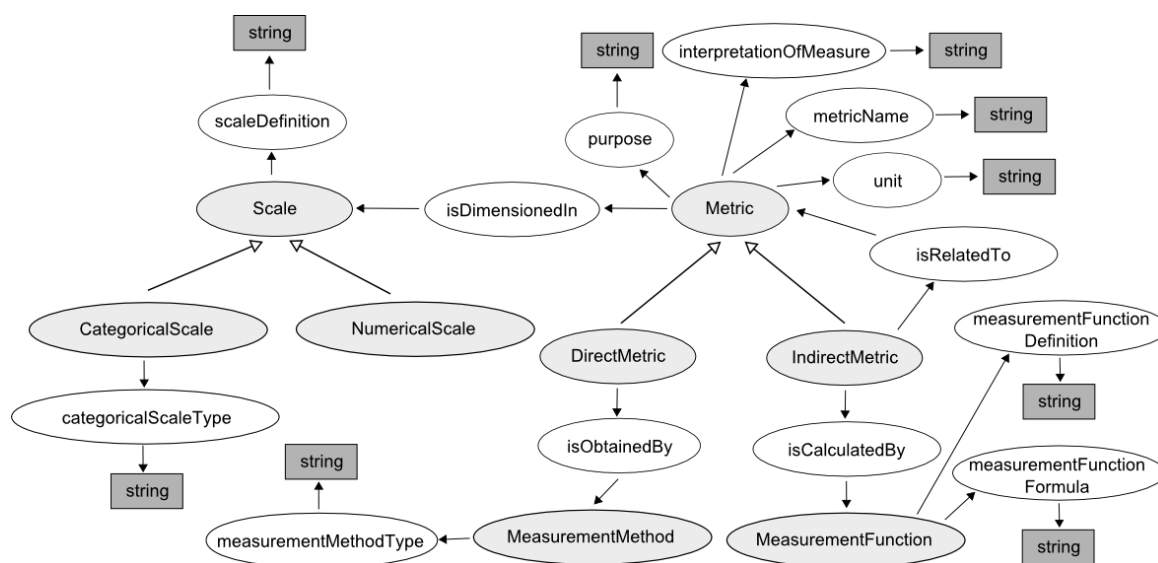 string
string
interpretationOfMeasure
string
scaleDefinition
purpose
metricName
string
unit
string
Scale
isDimensionedIn
Metric
isRelatedTo
CategoricalScale
NumericalScale
DirectMetric
IndirectMetric
measurementFunction
Definition
string
categoricalScaleType
string
isObtainedBy
isCalculatedBy
string
measurementFunction
Formula
measurementMethodType
MeasurementMethod
MeasurementFunction
string